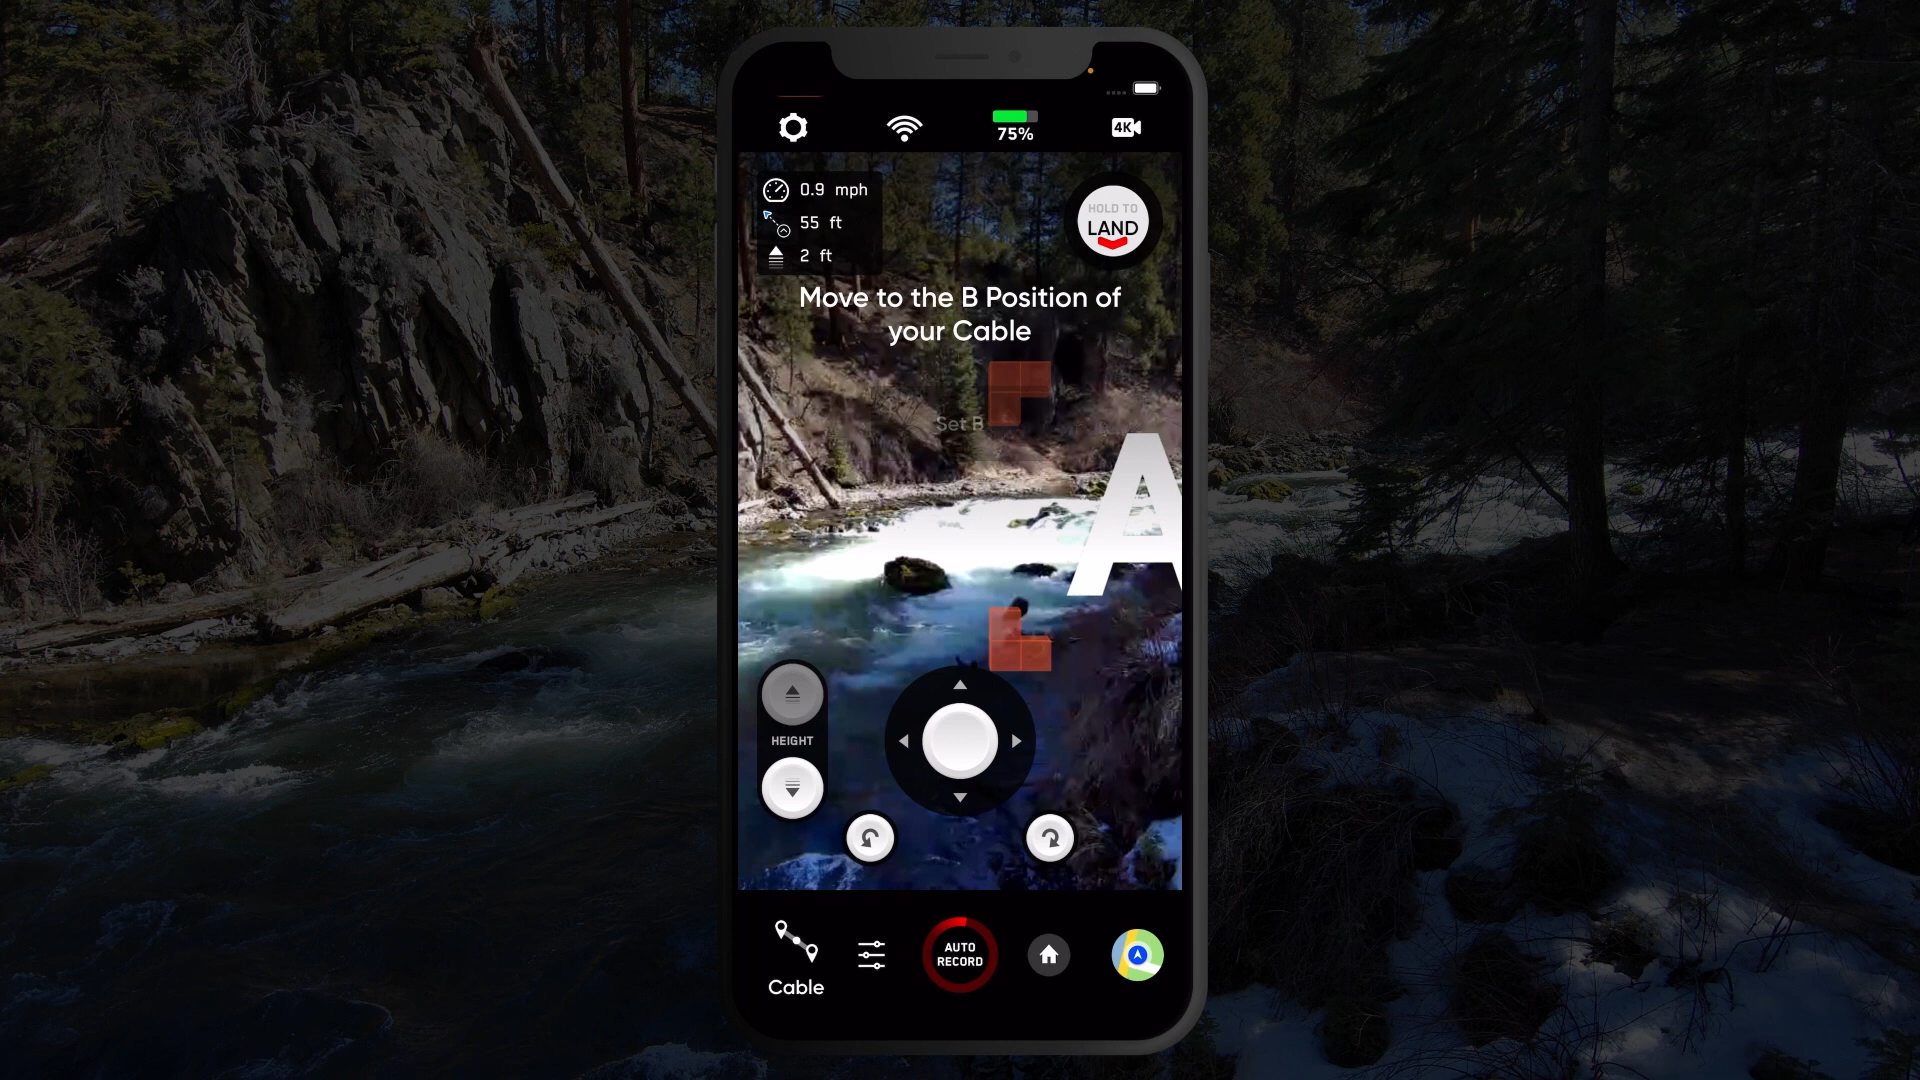 75%
4K
0.9 mph
55 ft
2 ft
HOLD TO
LAND
Move to the B Position of
your Cable
Set B
A
HEIGHT
AUTO
RECORD
Cable